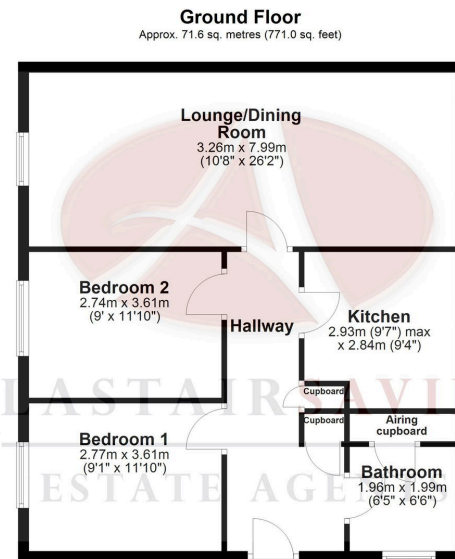 Ground Floor
Approx. 71.6 sq. metres (771.0 sq. feet)
Lounge/Dining
Room
3.26m x 7.99m
(10'8" x 26'2")
Bedroom 2
2.74m x 3.61m
(9' x 11'10")
Hallway
Kitchen
2.93m (9'7") max
x 2.84m (9'4")
Cupboard
Cupboard
Airing
cupboard
Bedroom 1
2.77m x 3.61m
(9'1" x 11'10")
Bathroom
1.96m x 1.99m
(6'5" x 6'6")
ESTATE AGENTS